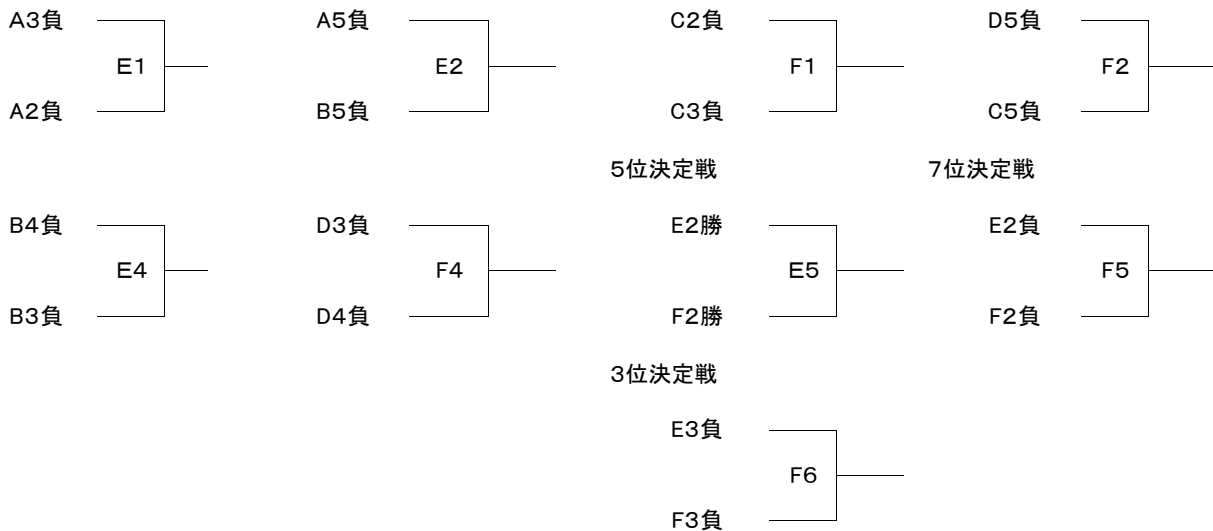 A3負 A5負 C2負 D5負
E1 E2 F1 F2
A2負 B5負 C3負 C5負
5位決定戦 7位決定戦
B4負 D3負 E2勝 E2負
E4 F4 E5 F5
B3負 D4負 F2勝 F2負
3位決定戦
E3負
F6
F3負